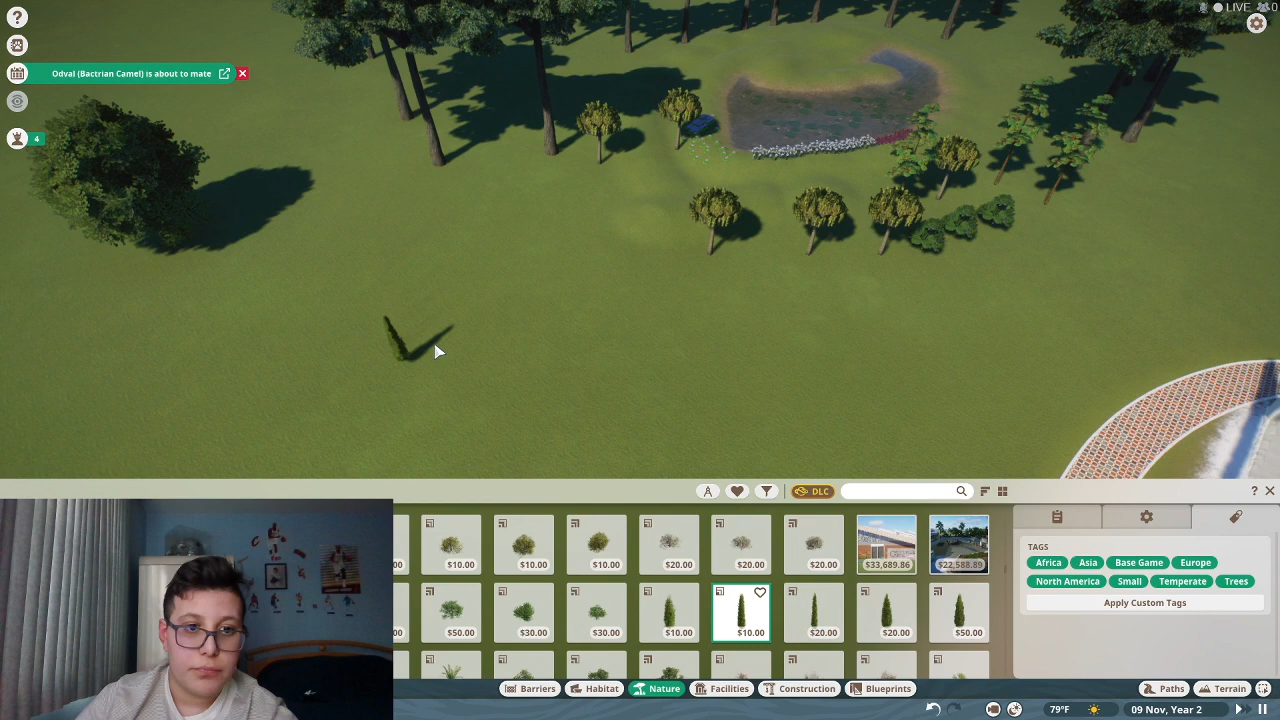 LIVE 0
?
Odval (Bactrian Camel) is about to mate
4
DLC
?
$10.00 $10.00 $10.00 $20.00 $20.00 $20.00 $33,689.86 $22,588.89
$50.00 $30.00 $30.00 $10.00 $10.00 $20.00 $20.00 $50.00
TAGS
Africa Asia Base Game Europe
North America Small Temperate Trees
Apply Custom Tags
Barriers Habitat Nature Facilities Construction Blueprints Paths Terrain
79°F 09 Nov, Year 2